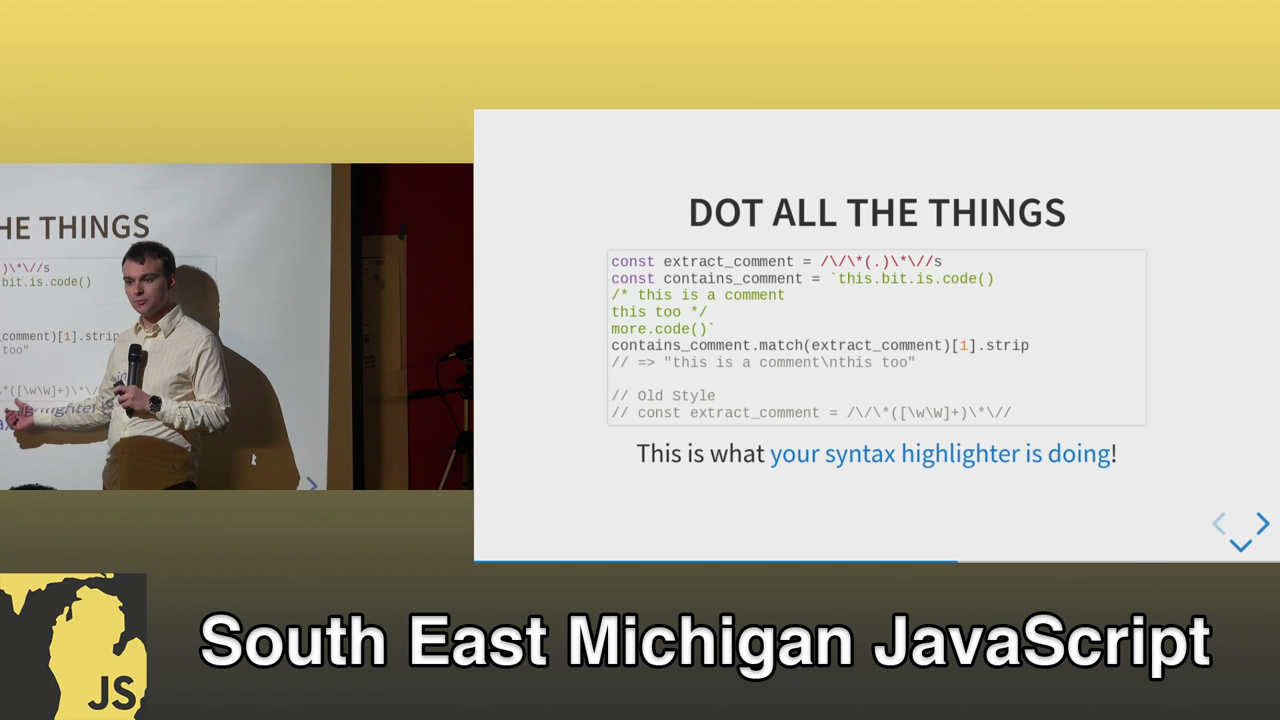 HE THINGS
)\*\//s
bit.is.code()
_comment)[1].strip
too"
*([\w\W]+)\*\/
DOT ALL THE THINGS
const extract_comment = /\/\*(.)\*\//s
const contains_comment = `this.bit.is.code()
/* this is a comment
this too */
more.code()`
contains_comment.match(extract_comment)[1].strip
// => "this is a comment\nthis too"
// Old Style
// const extract_comment = /\/\*([\w\W]+)\*\//
This is what your syntax highlighter is doing!
JS
South East Michigan JavaScript